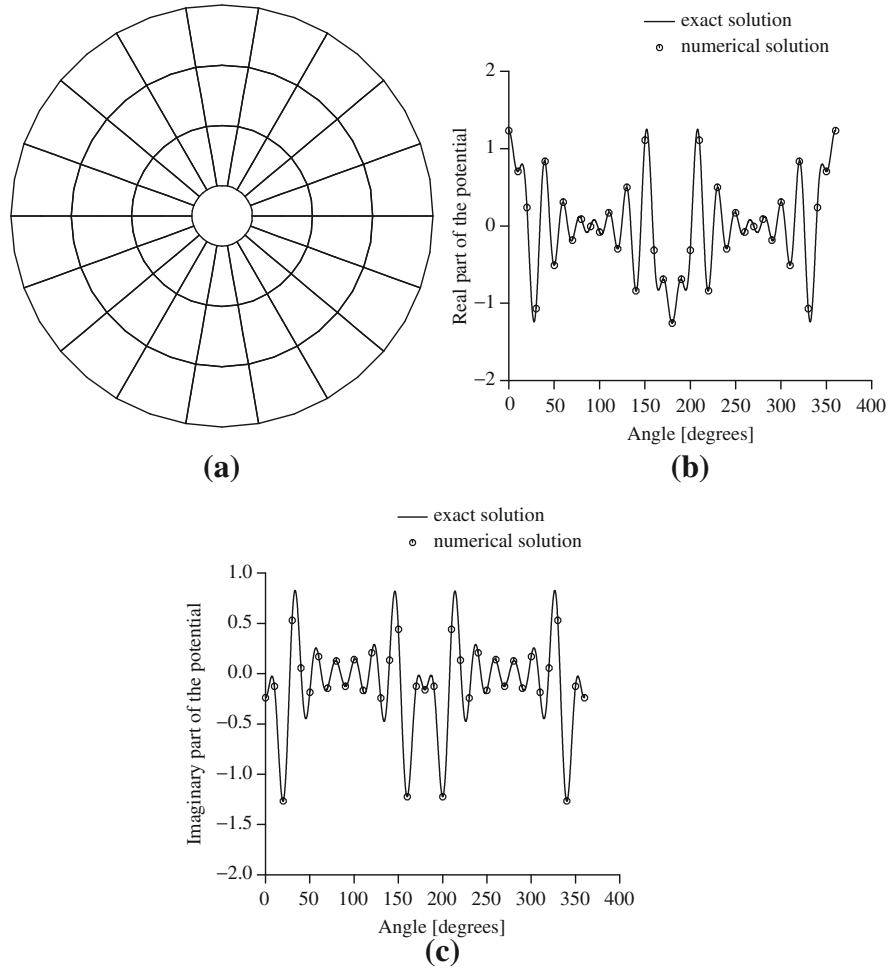 exact solution
numerical solution
2
1
0
−1
−2
Real part of the potential
0 50 100 150 200 250 300 350 400
Angle [degrees]
(a)
(b)
exact solution
numerical solution
1.0
0.5
0.0
−0.5
−1.0
−1.5
−2.0
Imaginary part of the potential
0 50 100 150 200 250 300 350 400
Angle [degrees]
(c)